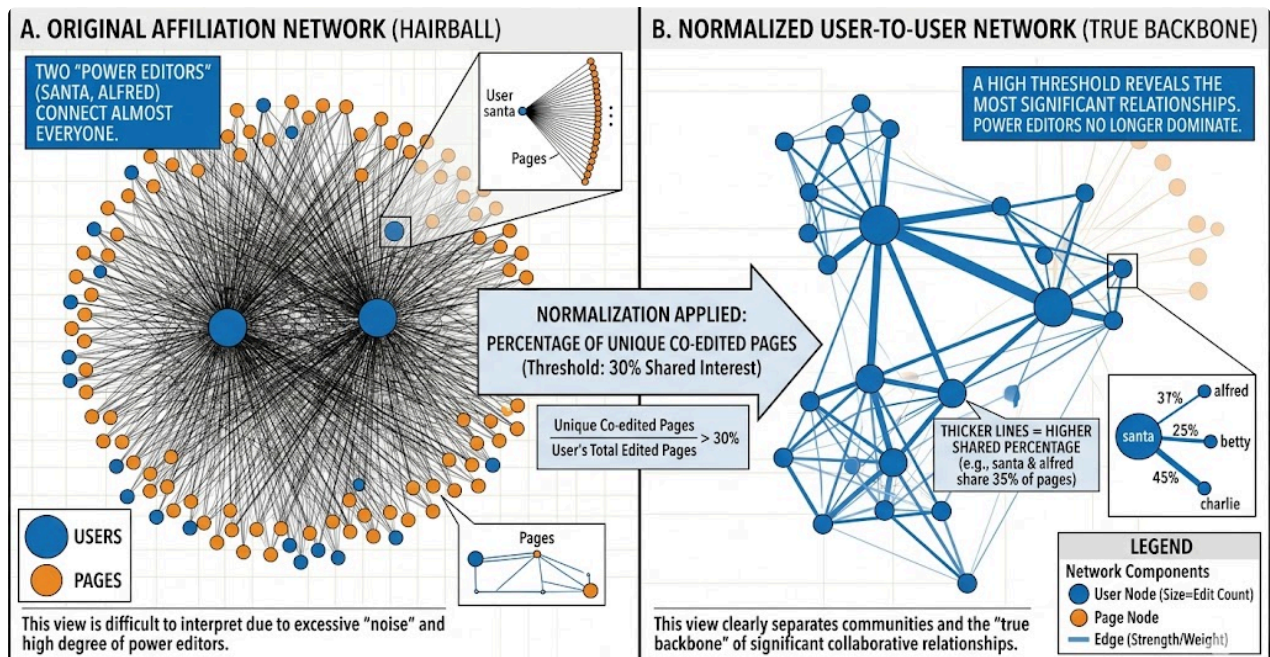 A. ORIGINAL AFFILIATION NETWORK (HAIRBALL)
TWO "POWER EDITORS"
(SANTA, ALFRED)
CONNECT ALMOST
EVERYONE.
User
santa
Pages
USERS
PAGES
Pages
This view is difficult to interpret due to excessive "noise" and
high degree of power editors.
NORMALIZATION APPLIED:
PERCENTAGE OF UNIQUE CO-EDITED PAGES
(Threshold: 30% Shared Interest)
Unique Co-edited Pages
User's Total Edited Pages
> 30%
B. NORMALIZED USER-TO-USER NETWORK (TRUE BACKBONE)
A HIGH THRESHOLD REVEALS THE
MOST SIGNIFICANT RELATIONSHIPS.
POWER EDITORS NO LONGER DOMINATE.
THICKER LINES = HIGHER
SHARED PERCENTAGE
(e.g., santa & alfred
share 35% of pages)
santa
37%
alfred
25%
betty
45%
charlie
LEGEND
Network Components
User Node (Size=Edit Count)
Page Node
Edge (Strength/Weight)
This view clearly separates communities and the "true
backbone" of significant collaborative relationships.